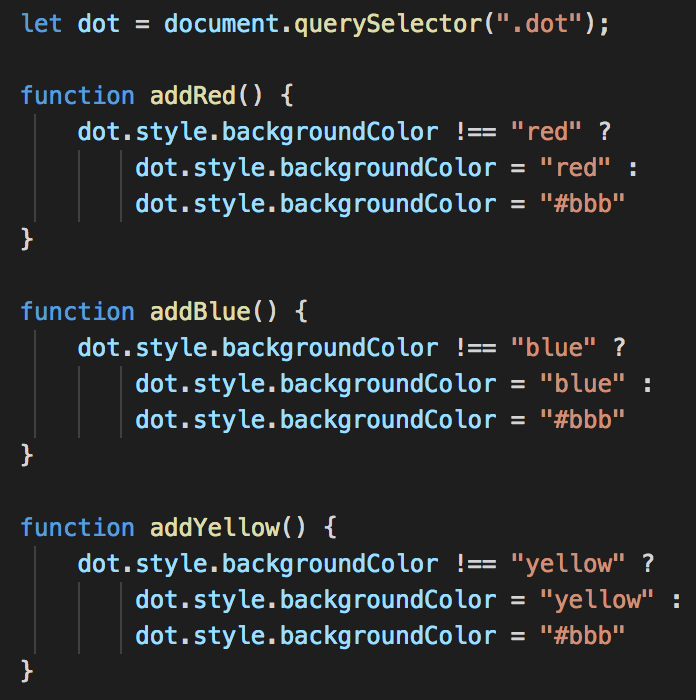 let dot = document.querySelector(".dot");
function addRed() {
dot.style.backgroundColor !== "red" ?
dot.style.backgroundColor = "red" :
dot.style.backgroundColor = "#bbb"
}
function addBlue() {
dot.style.backgroundColor !== "blue" ?
dot.style.backgroundColor = "blue" :
dot.style.backgroundColor = "#bbb"
}
function addYellow() {
dot.style.backgroundColor !== "yellow" ?
dot.style.backgroundColor = "yellow" :
dot.style.backgroundColor = "#bbb"
}